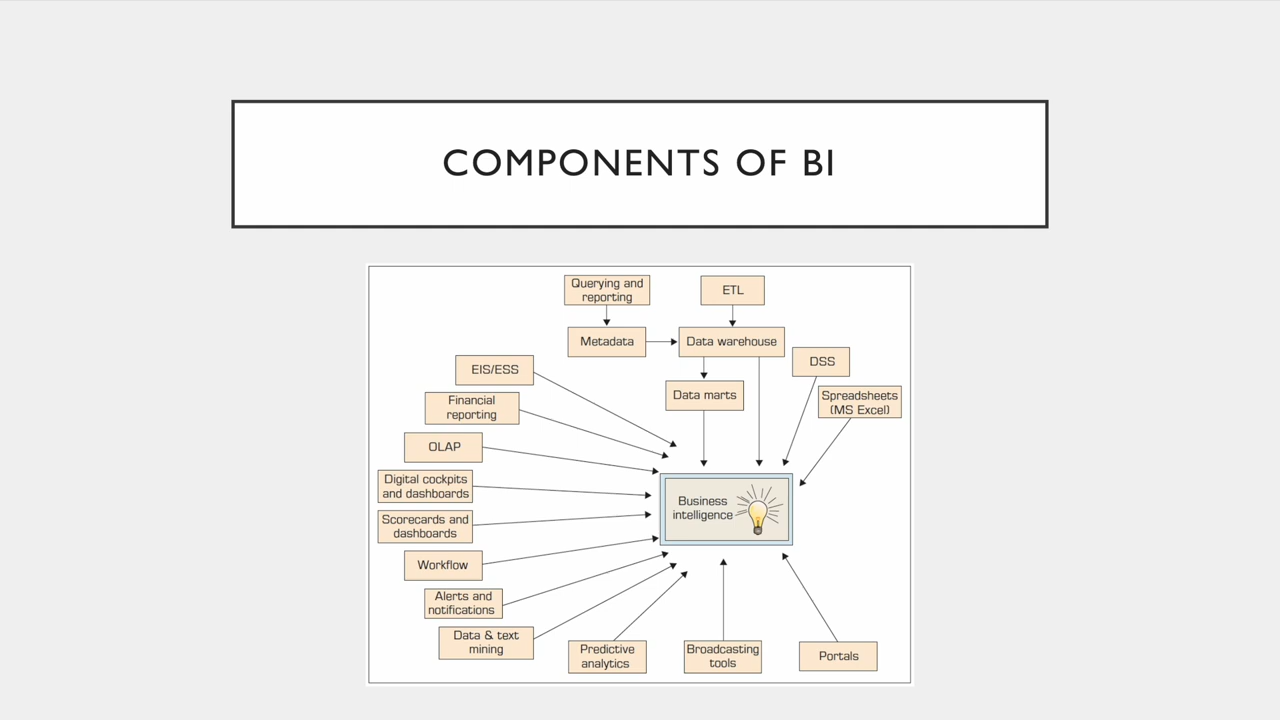 COMPONENTS OF BI
Querying and
reporting
ETL
Metadata
Data warehouse
DSS
EIS/ESS
Data marts
Spreadsheets
(MS Excel)
Financial
reporting
OLAP
Digital cockpits
and dashboards
Business
intelligence
Scorecards and
dashboards
Workflow
Alerts and
notifications
Data & text
mining
Predictive
analytics
Broadcasting
tools
Portals